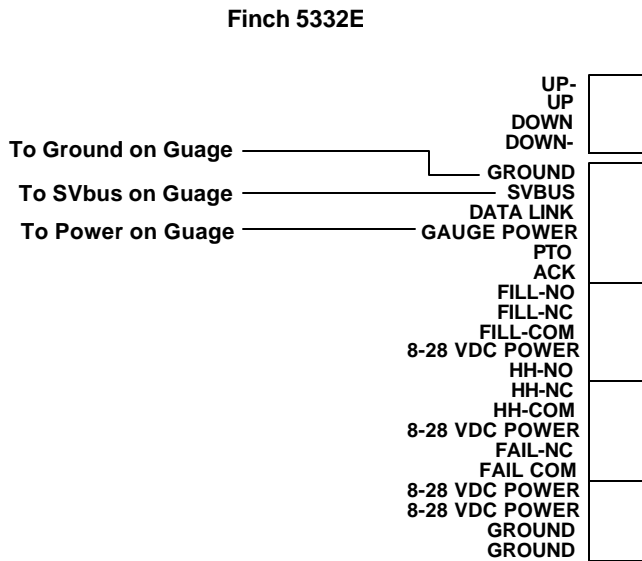 Finch 5332E
UP-
UP
DOWN
DOWN-
To Ground on Guage
GROUND
To SVbus on Guage
SVBUS
DATA LINK
To Power on Guage
GAUGE POWER
PTO
ACK
FILL-NO
FILL-NC
FILL-COM
8-28 VDC POWER
HH-NO
HH-NC
HH-COM
8-28 VDC POWER
FAIL-NC
FAIL COM
8-28 VDC POWER
8-28 VDC POWER
GROUND
GROUND